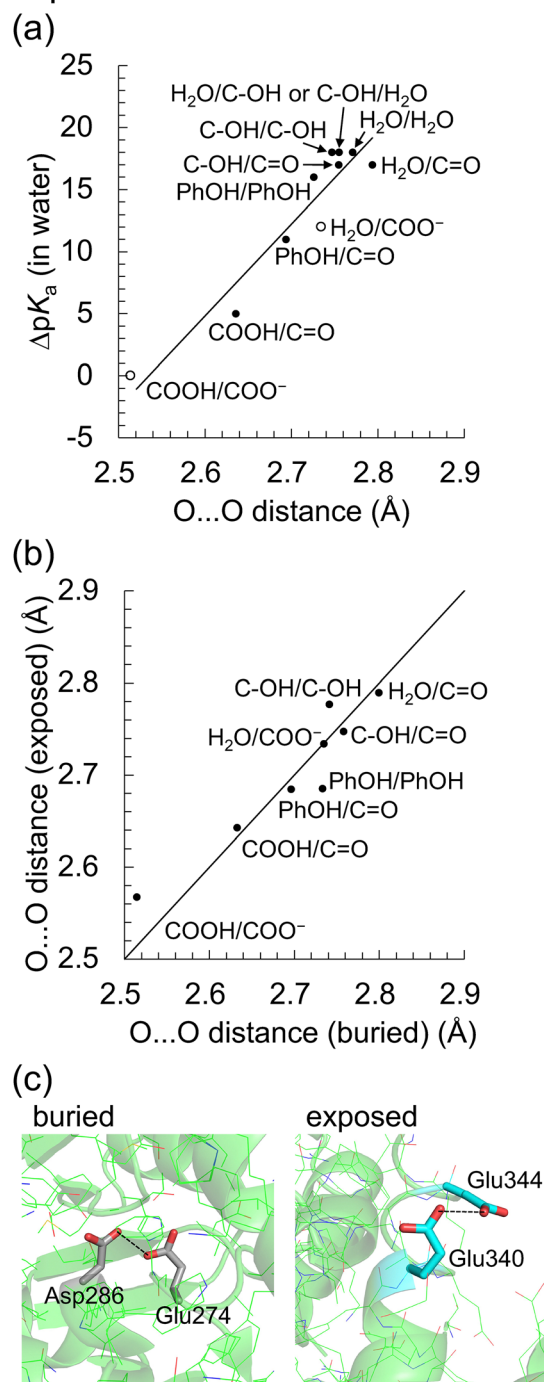 (a)
25
20
15
10
5
0
-5
ΔpKa (in water)
H₂O/C-OH or C-OH/H₂O
C-OH/C-OH
H₂O/H₂O
C-OH/C=O
H₂O/C=O
PhOH/PhOH
H₂O/COO⁻
PhOH/C=O
COOH/C=O
COOH/COO⁻
2.5 2.6 2.7 2.8 2.9
O...O distance (Å)
(b)
2.9
2.8
2.7
2.6
2.5
O...O distance (exposed) (Å)
C-OH/C-OH
H₂O/C=O
H₂O/COO⁻
C-OH/C=O
PhOH/PhOH
PhOH/C=O
COOH/C=O
COOH/COO⁻
2.5 2.6 2.7 2.8 2.9
O...O distance (buried) (Å)
(c)
buried exposed
Asp286
Glu274
Glu344
Glu340